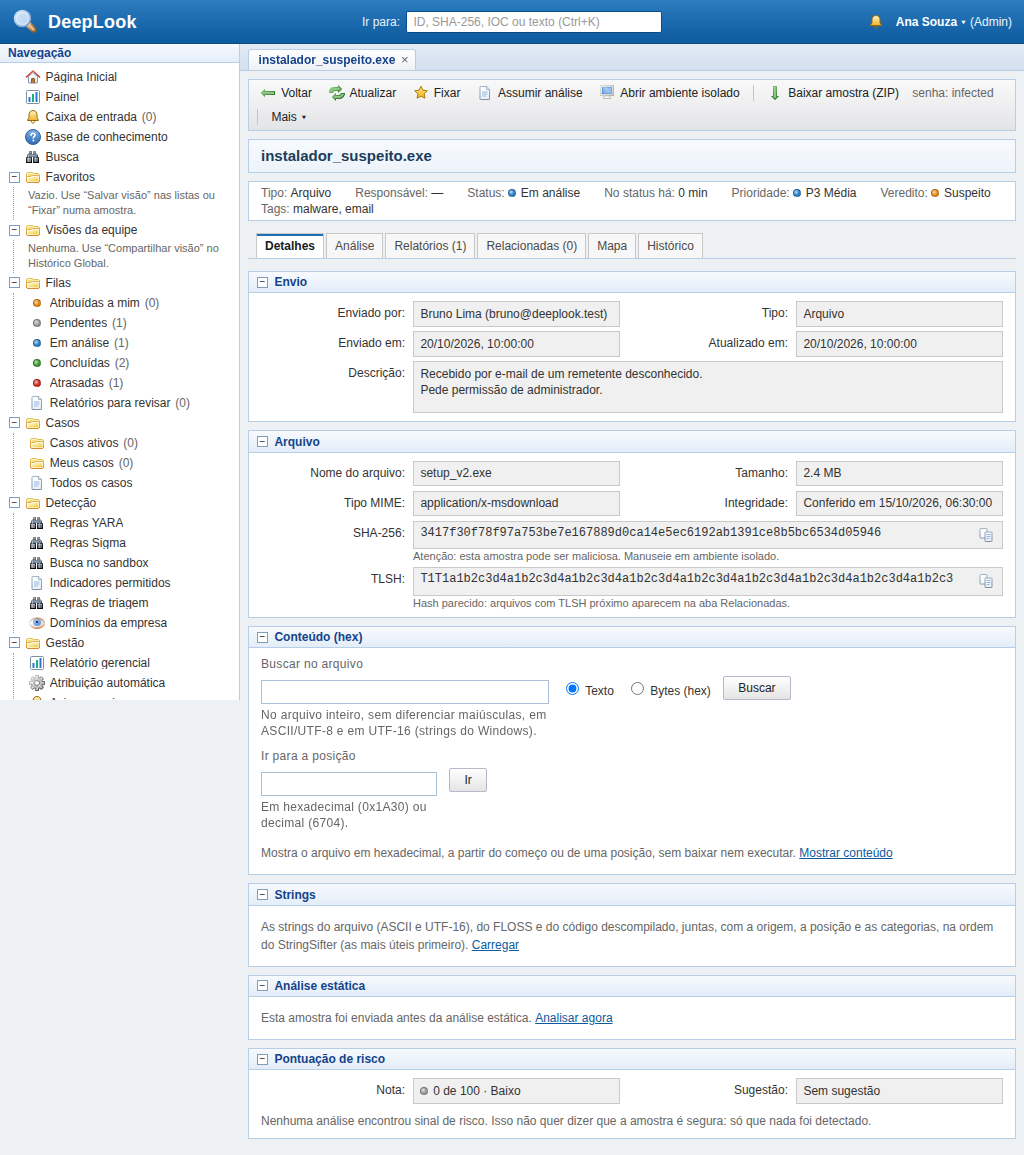 DeepLook
Ir para: ID, SHA-256, IOC ou texto (Ctrl+K)
Ana Souza (Admin)
Navegação
Página Inicial
Painel
Caixa de entrada (0)
Base de conhecimento
Busca
Favoritos
Vazio. Use “Salvar visão” nas listas ou
“Fixar” numa amostra.
Visões da equipe
Nenhuma. Use “Compartilhar visão” no
Histórico Global.
Filas
Atribuídas a mim (0)
Pendentes (1)
Em análise (1)
Concluídas (2)
Atrasadas (1)
Relatórios para revisar (0)
Casos
Casos ativos (0)
Meus casos (0)
Todos os casos
Detecção
Regras YARA
Regras Sigma
Busca no sandbox
Indicadores permitidos
Regras de triagem
Domínios da empresa
Gestão
Relatório gerencial
Atribuição automática
instalador_suspeito.exe ×
Voltar Atualizar Fixar Assumir análise Abrir ambiente isolado Baixar amostra (ZIP) senha: infected
Mais
instalador_suspeito.exe
Tipo: Arquivo Responsável: — Status: Em análise No status há: 0 min Prioridade: P3 Média Veredito: Suspeito
Tags: malware, email
Detalhes Análise Relatórios (1) Relacionadas (0) Mapa Histórico
Envio
Enviado por: Bruno Lima (bruno@deeplook.test) Tipo: Arquivo
Enviado em: 20/10/2026, 10:00:00 Atualizado em: 20/10/2026, 10:00:00
Descrição: Recebido por e-mail de um remetente desconhecido.
Pede permissão de administrador.
Arquivo
Nome do arquivo: setup_v2.exe Tamanho: 2.4 MB
Tipo MIME: application/x-msdownload Integridade: Conferido em 15/10/2026, 06:30:00
SHA-256: 3417f30f78f97a753be7e167889d0ca14e5ec6192ab1391ce8b5bc6534d05946
Atenção: esta amostra pode ser maliciosa. Manuseie em ambiente isolado.
TLSH: T1T1a1b2c3d4a1b2c3d4a1b2c3d4a1b2c3d4a1b2c3d4a1b2c3d4a1b2c3d4a1b2c3d4a1b2c3
Hash parecido: arquivos com TLSH próximo aparecem na aba Relacionadas.
Conteúdo (hex)
Buscar no arquivo
Texto Bytes (hex) Buscar
No arquivo inteiro, sem diferenciar maiúsculas, em
ASCII/UTF-8 e em UTF-16 (strings do Windows).
Ir para a posição
Ir
Em hexadecimal (0x1A30) ou
decimal (6704).
Mostra o arquivo em hexadecimal, a partir do começo ou de uma posição, sem baixar nem executar. Mostrar conteúdo
Strings
As strings do arquivo (ASCII e UTF-16), do FLOSS e do código descompilado, juntas, com a origem, a posição e as categorias, na ordem
do StringSifter (as mais úteis primeiro). Carregar
Análise estática
Esta amostra foi enviada antes da análise estática. Analisar agora
Pontuação de risco
Nota: 0 de 100 · Baixo Sugestão: Sem sugestão
Nenhuma análise encontrou sinal de risco. Isso não quer dizer que a amostra é segura: só que nada foi detectado.